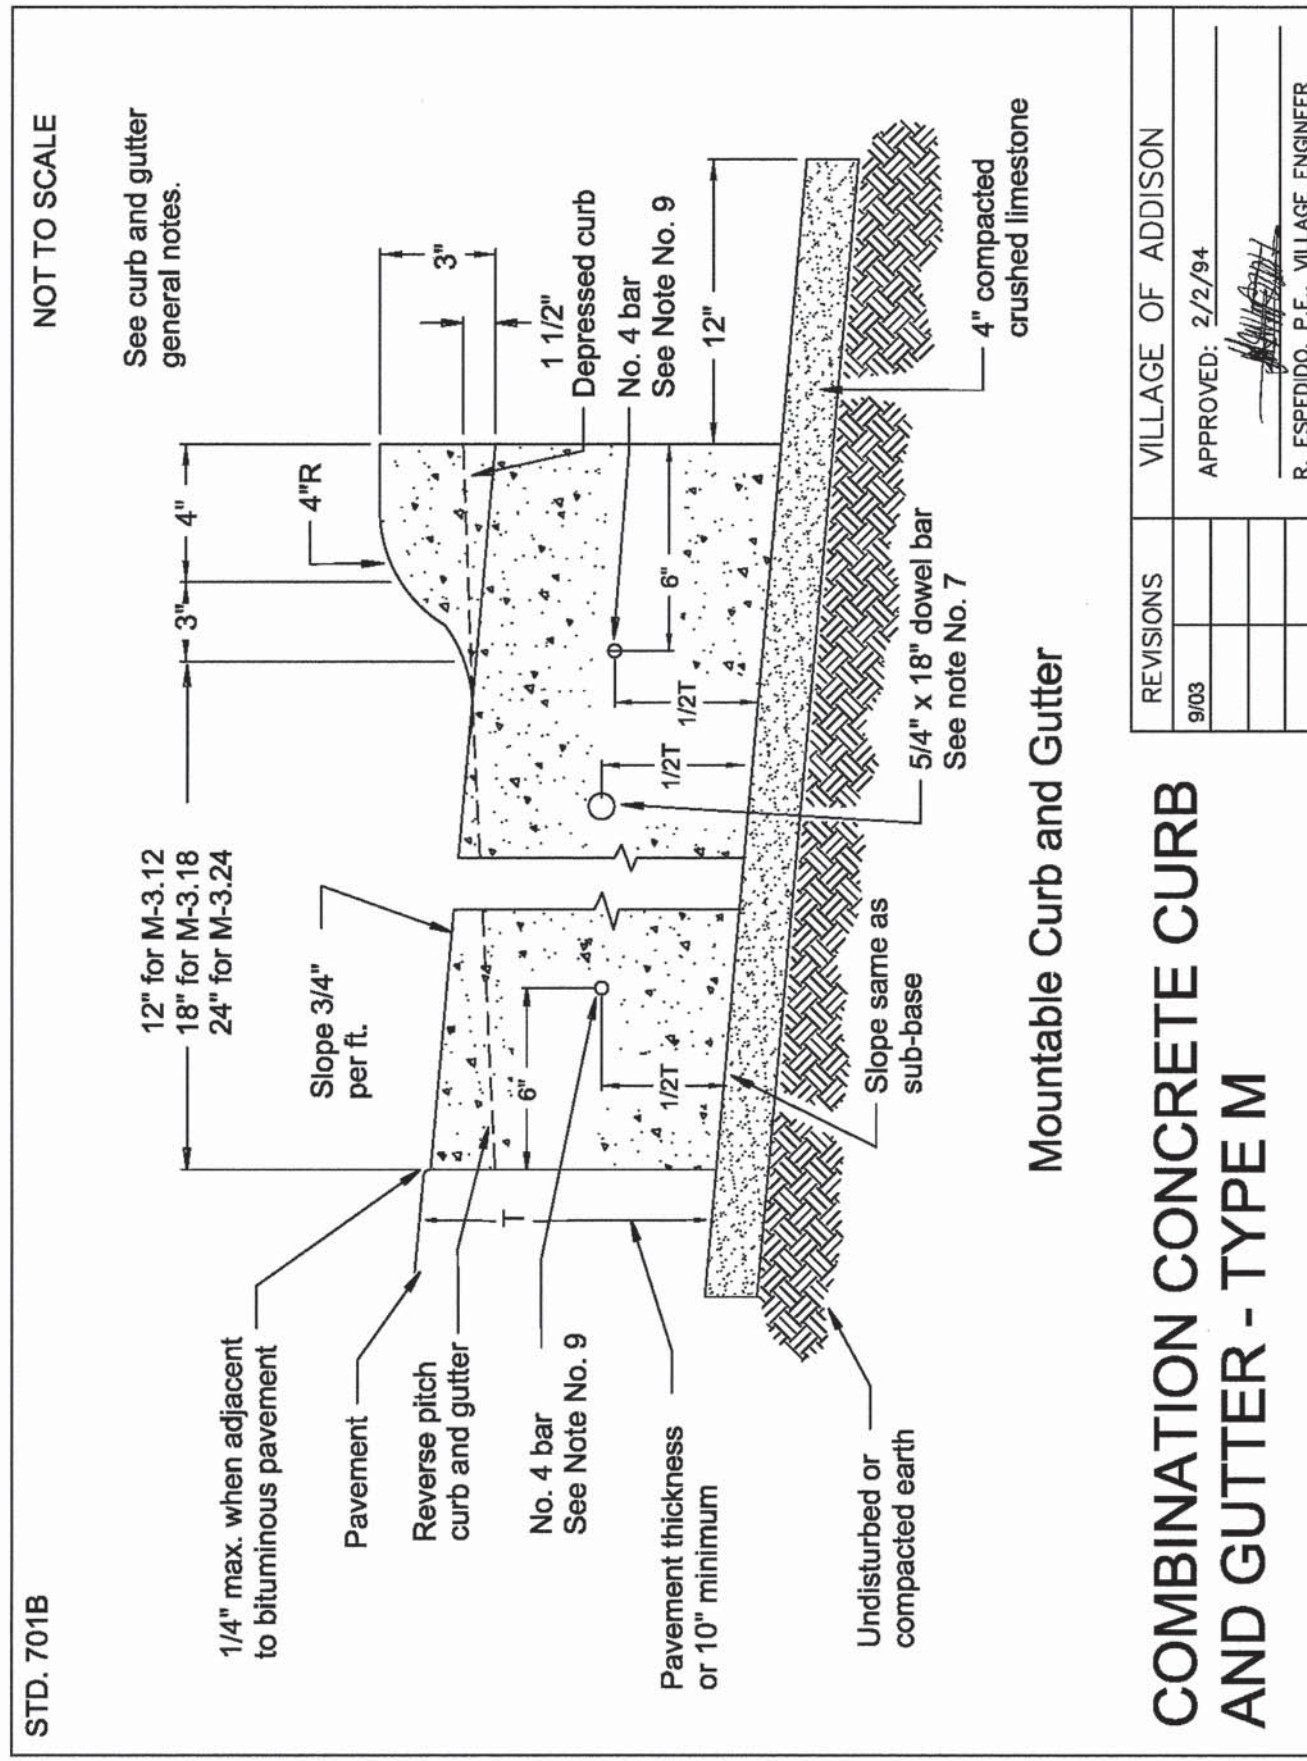 STD. 701B
NOT TO SCALE
See curb and gutter
general notes.
12" for M-3.12
18" for M-3.18
24" for M-3.24
3"
4"
1/4" max. when adjacent
to bituminous pavement
Slope 3/4"
per ft.
4"R
3"
Pavement
1 1/2"
Depressed curb
Reverse pitch
curb and gutter
T
6"
No. 4 bar
See Note No. 9
12"
No. 4 bar
See Note No. 9
6"
1/2T
1/2T
1/2T
Pavement thickness
or 10" minimum
Slope same as
sub-base
5/4" x 18" dowel bar
See note No. 7
4" compacted
crushed limestone
Undisturbed or
compacted earth
Mountable Curb and Gutter
COMBINATION CONCRETE CURB
AND GUTTER - TYPE M
REVISIONS
9/03
VILLAGE OF ADDISON
APPROVED: 2/2/94
R. ESPEDIDO, P.E., VILLAGE ENGINEER